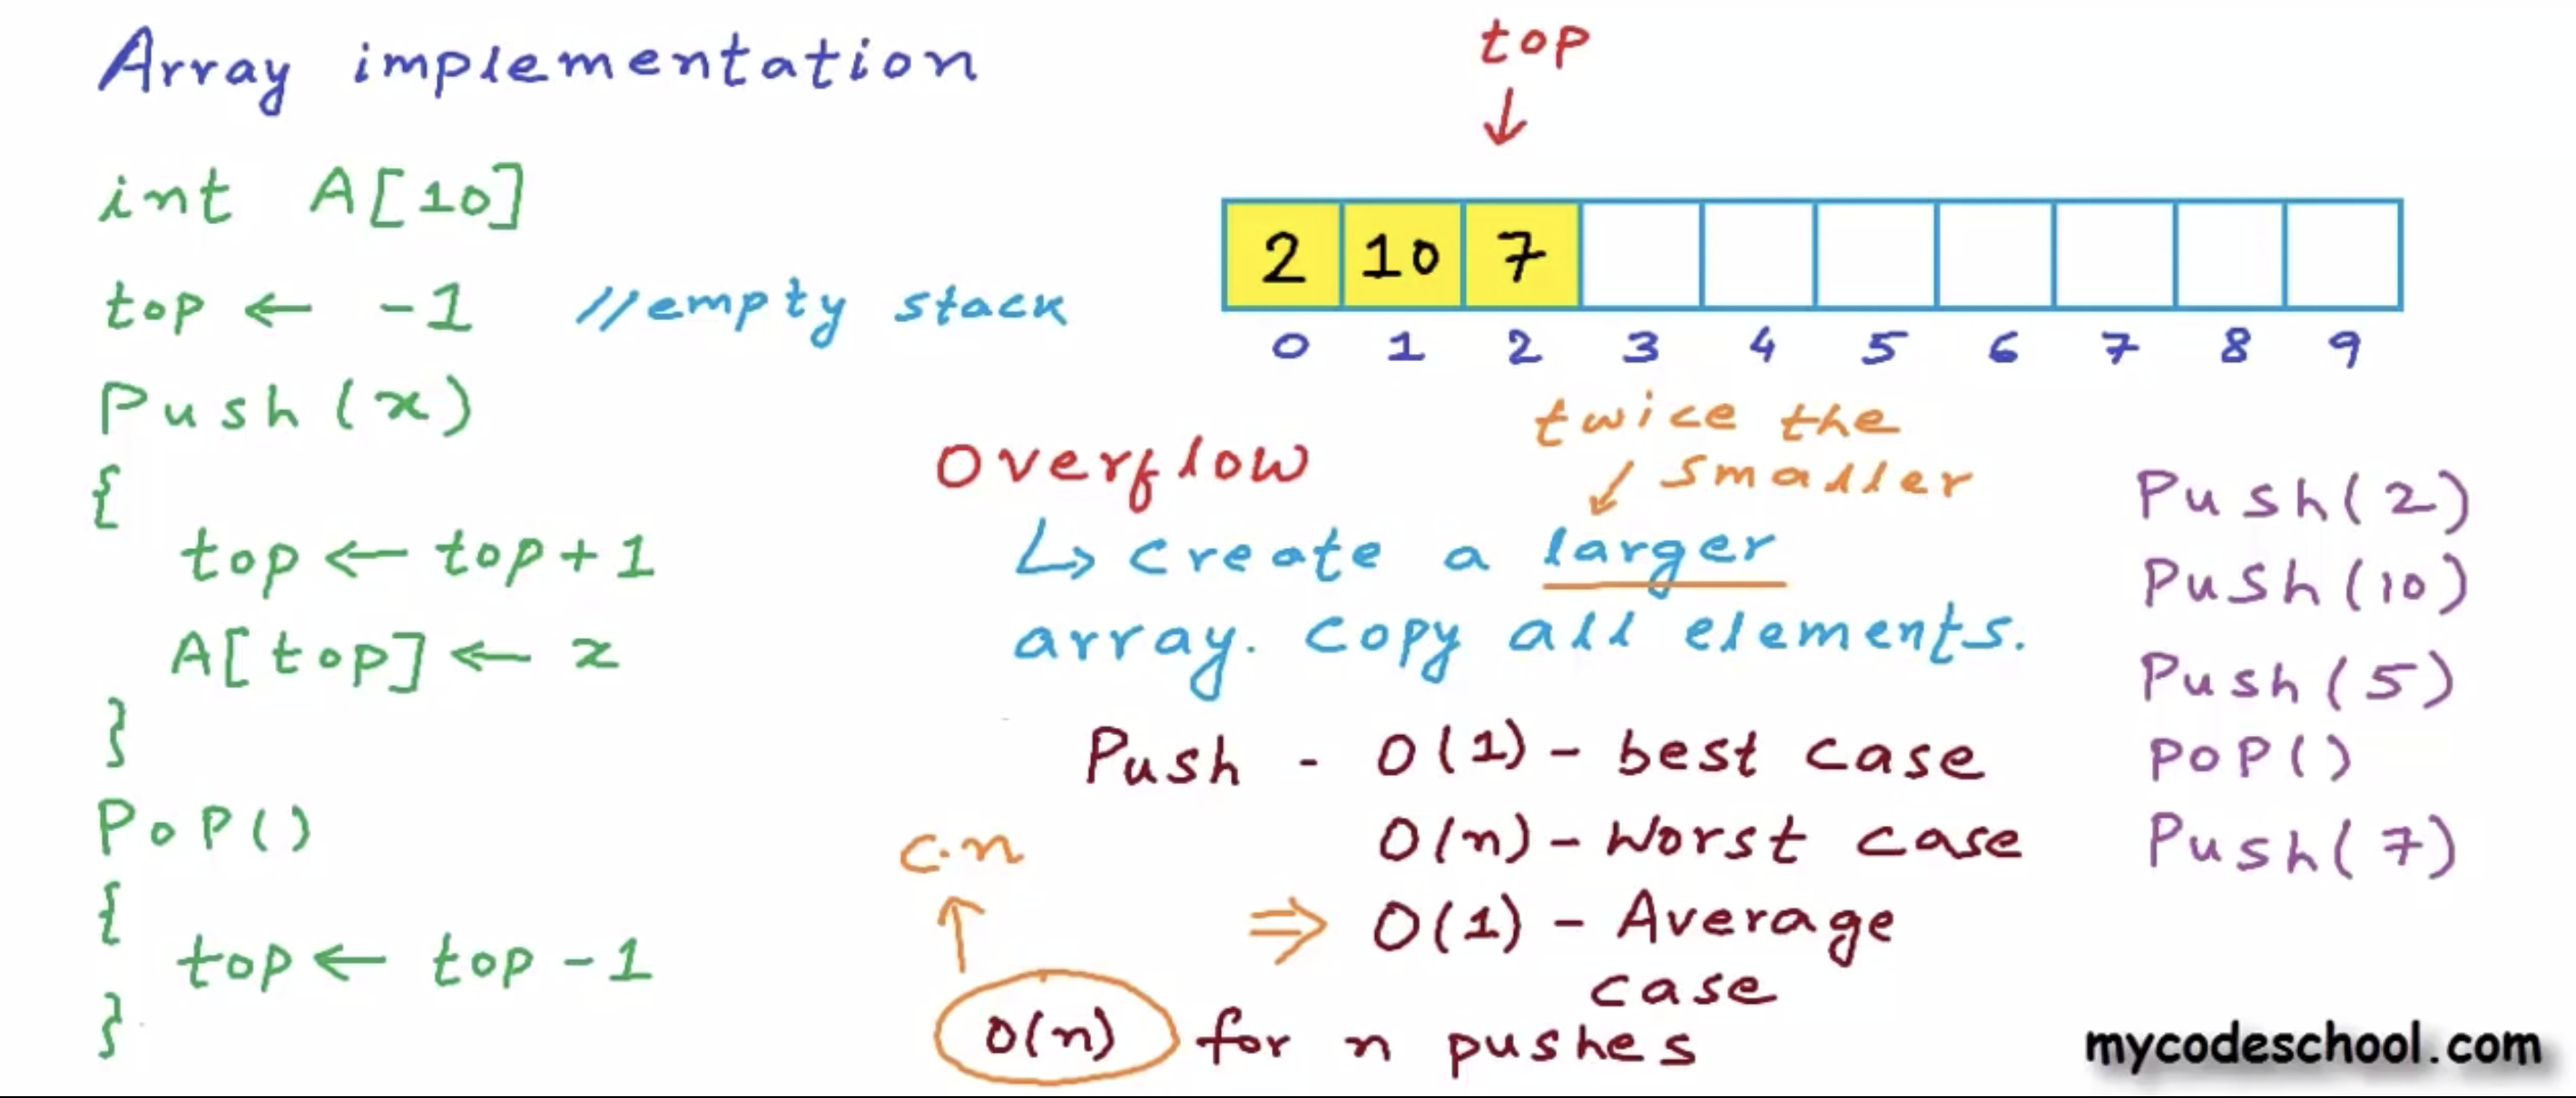 Array implementation
int A[10]
top ← -1 //empty stack
Push(x)
{
top ← top+1
A[top] ← x
}
POP()
{
top ← top-1
}
top
↓
2 10 7
0 1 2 3 4 5 6 7 8 9
Overflow
twice the
↙ smaller
↳ create a larger
array. copy all elements.
Push - O(1) - best case
O(n) - Worst case
⇒ O(1) - Average
case
c.n
↑
O(n) for n pushes
Push(2)
Push(10)
Push(5)
POP()
Push(7)
mycodeschool.com